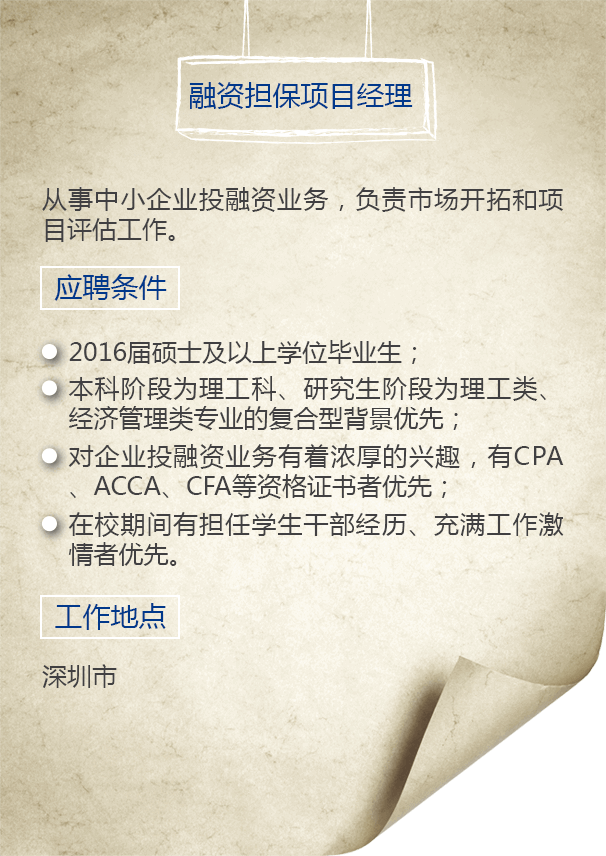 融资担保项目经理
从事中小企业投融资业务，负责市场开拓和项
目评估工作。
应聘条件
2016届硕士及以上学位毕业生；
本科阶段为理工科、研究生阶段为理工类、
经济管理类专业的复合型背景优先；
对企业投融资业务有着浓厚的兴趣，有CPA
、ACCA、CFA等资格证书者优先；
在校期间有担任学生干部经历、充满工作激
情者优先。
工作地点
深圳市